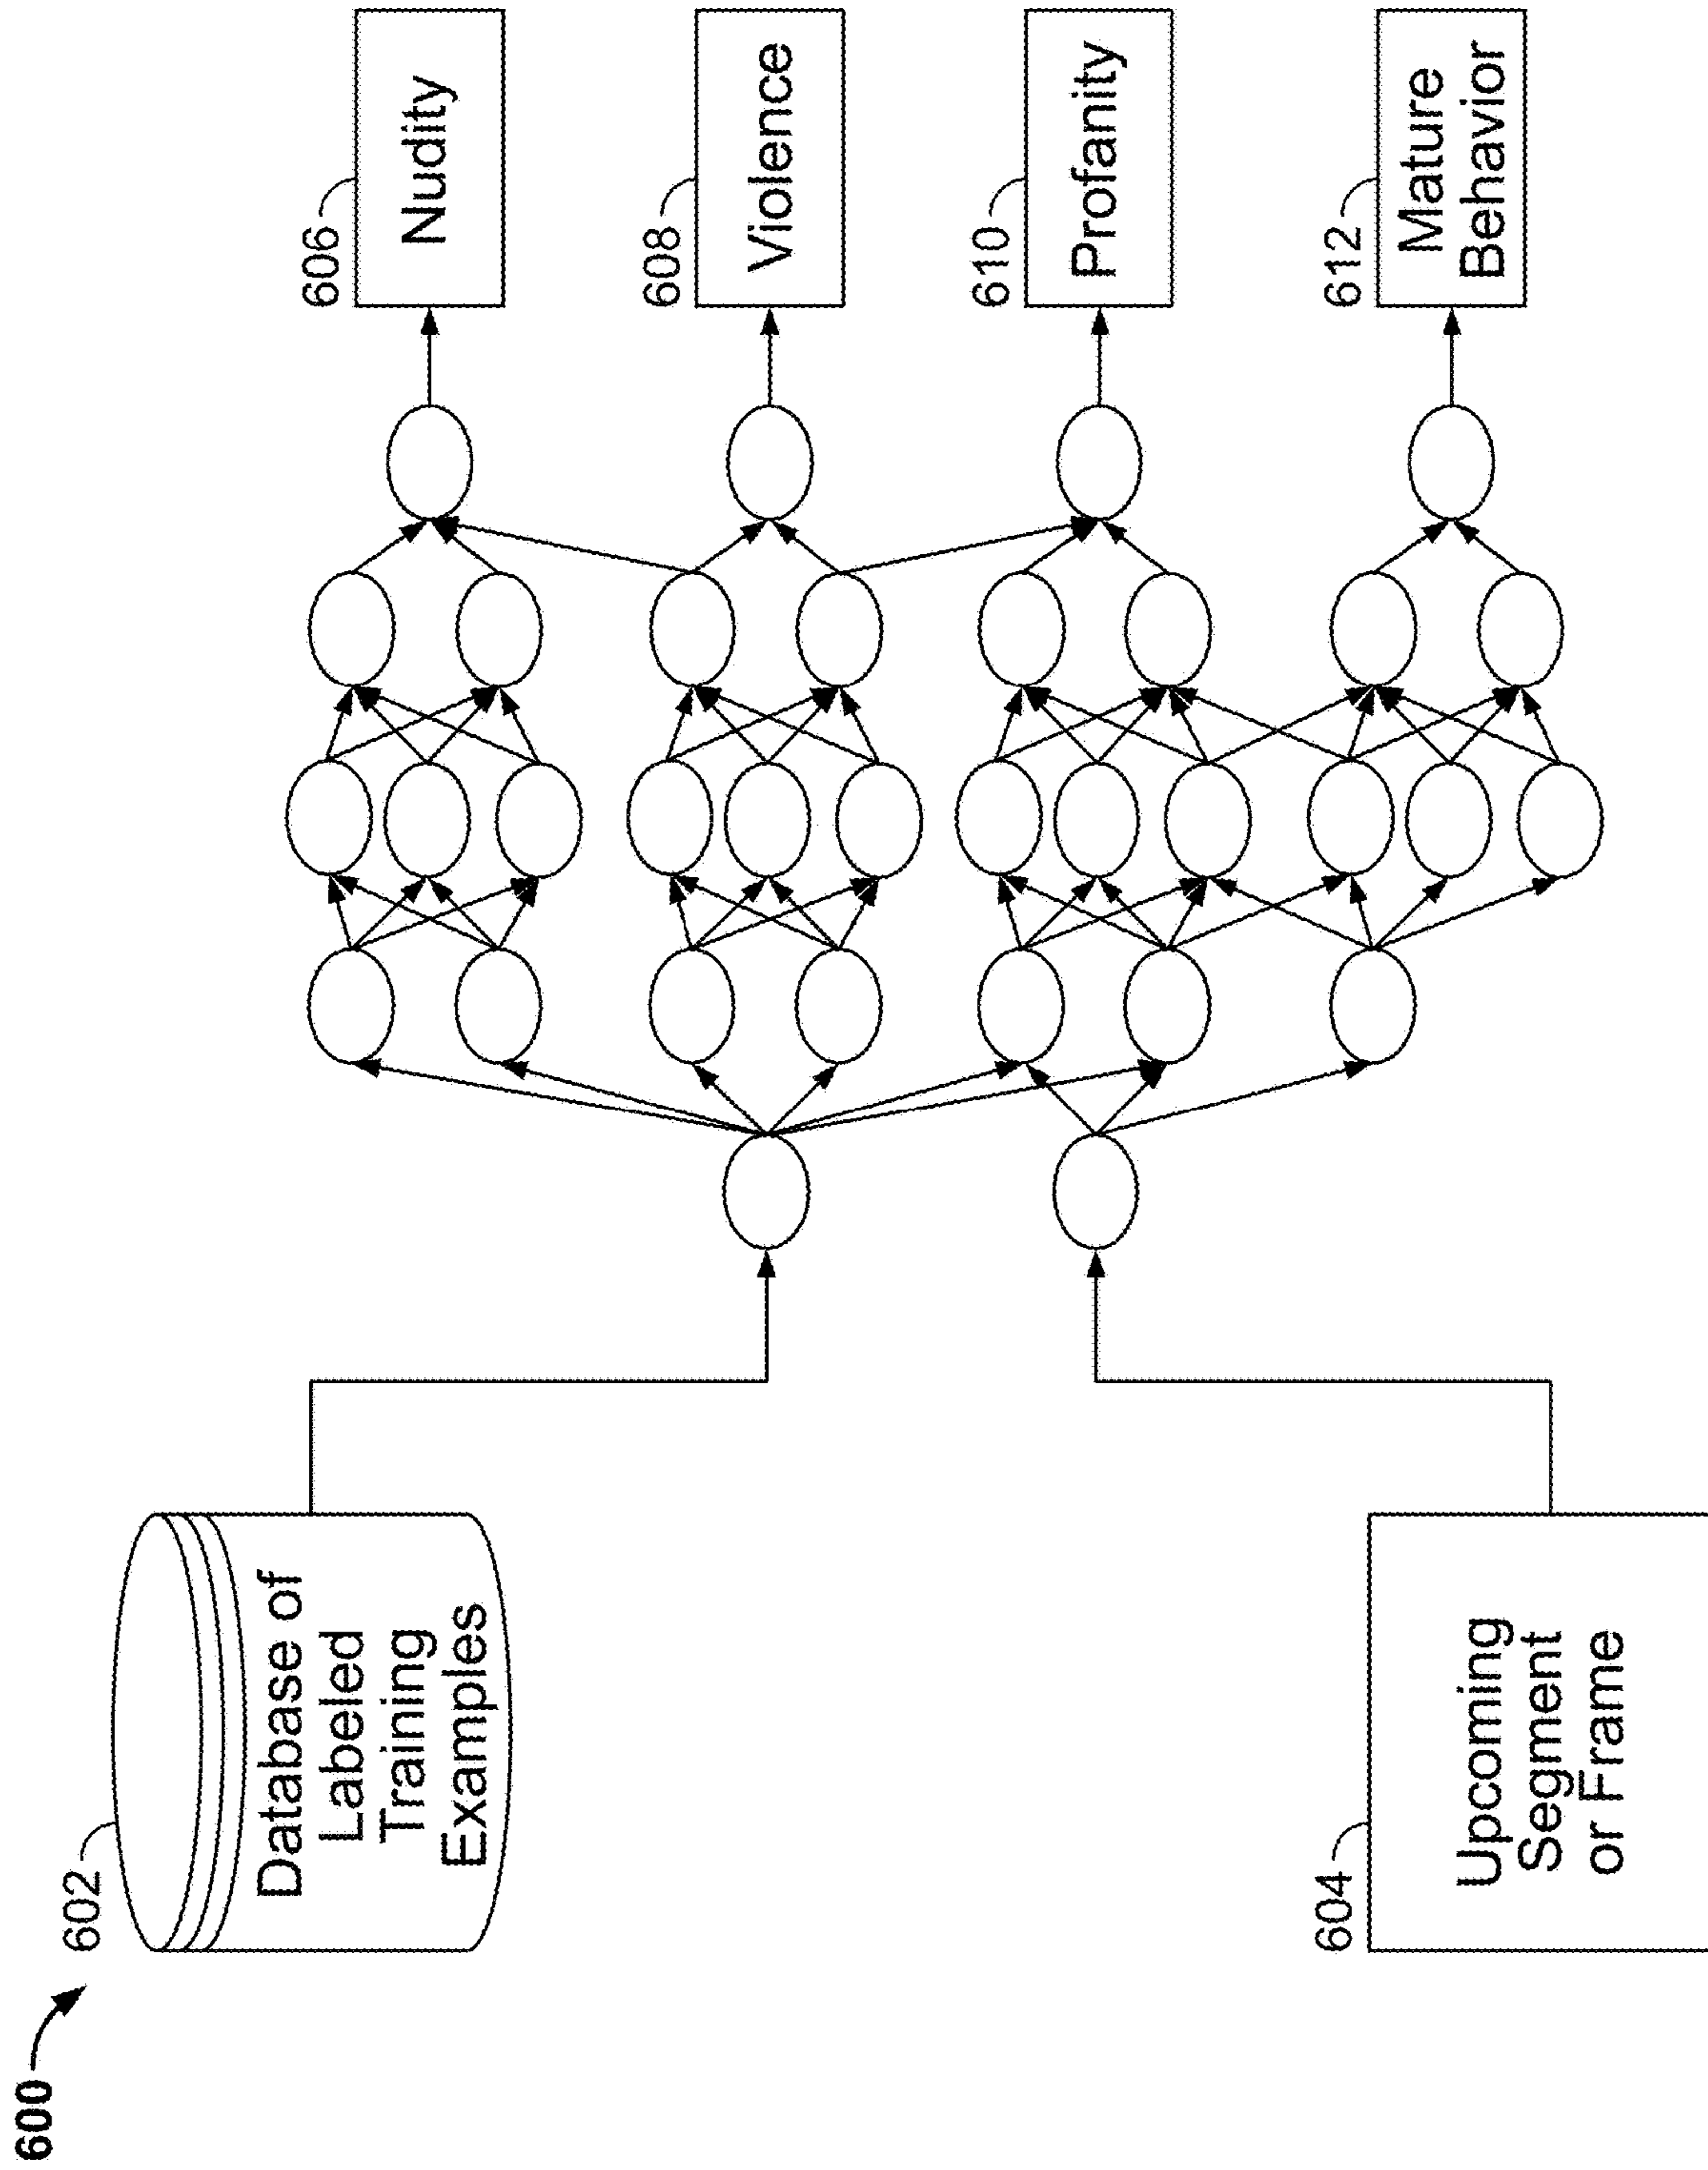 600
602
Database of
Labeled
Training
Examples
604
Upcoming
Segment
or Frame
606
Nudity
608
Violence
610
Profanity
612
Mature
Behavior